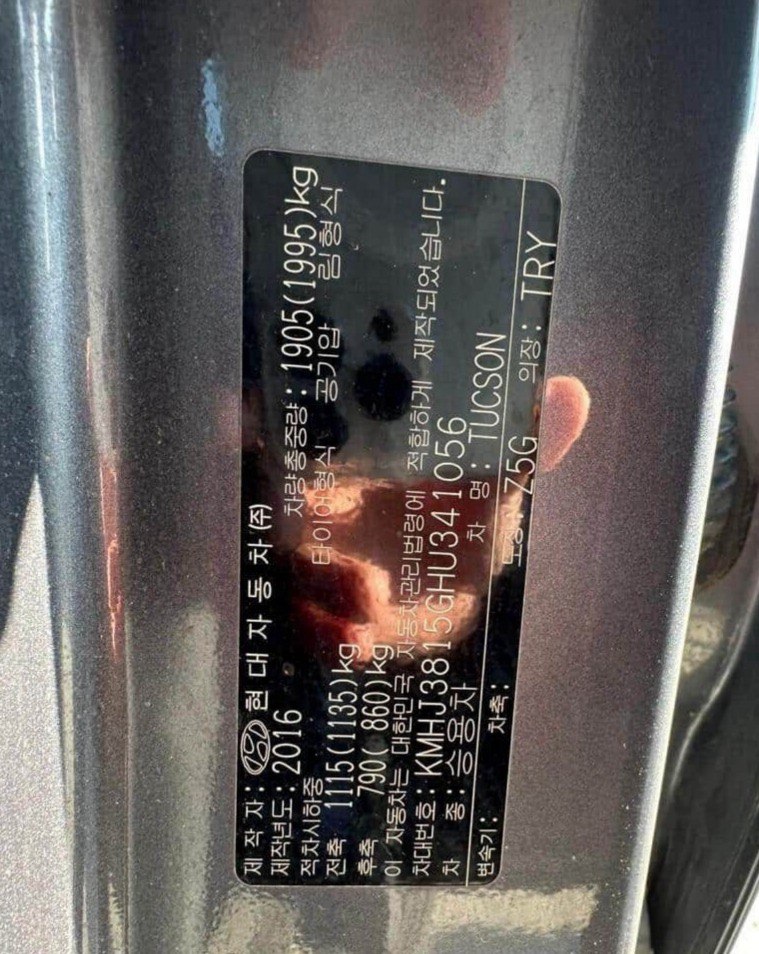 제 작 자 : 현 대 자 동 차 (주)
제작년도 : 2016 차량총중량 : 1905(1995)kg
적차시하중 타이어형식 공기압 림형식
전축 1115(1135)kg
후축 790( 860)kg
이 자동차는 대한민국 자동차관리법령에 적합하게 제작되었습니다.
차대번호 : KMHJ3815GHU341056
차 종 : 승용차 차 명 : TUCSON
변속기 : 차축 : 도장 : Z5G 의장 : TRY